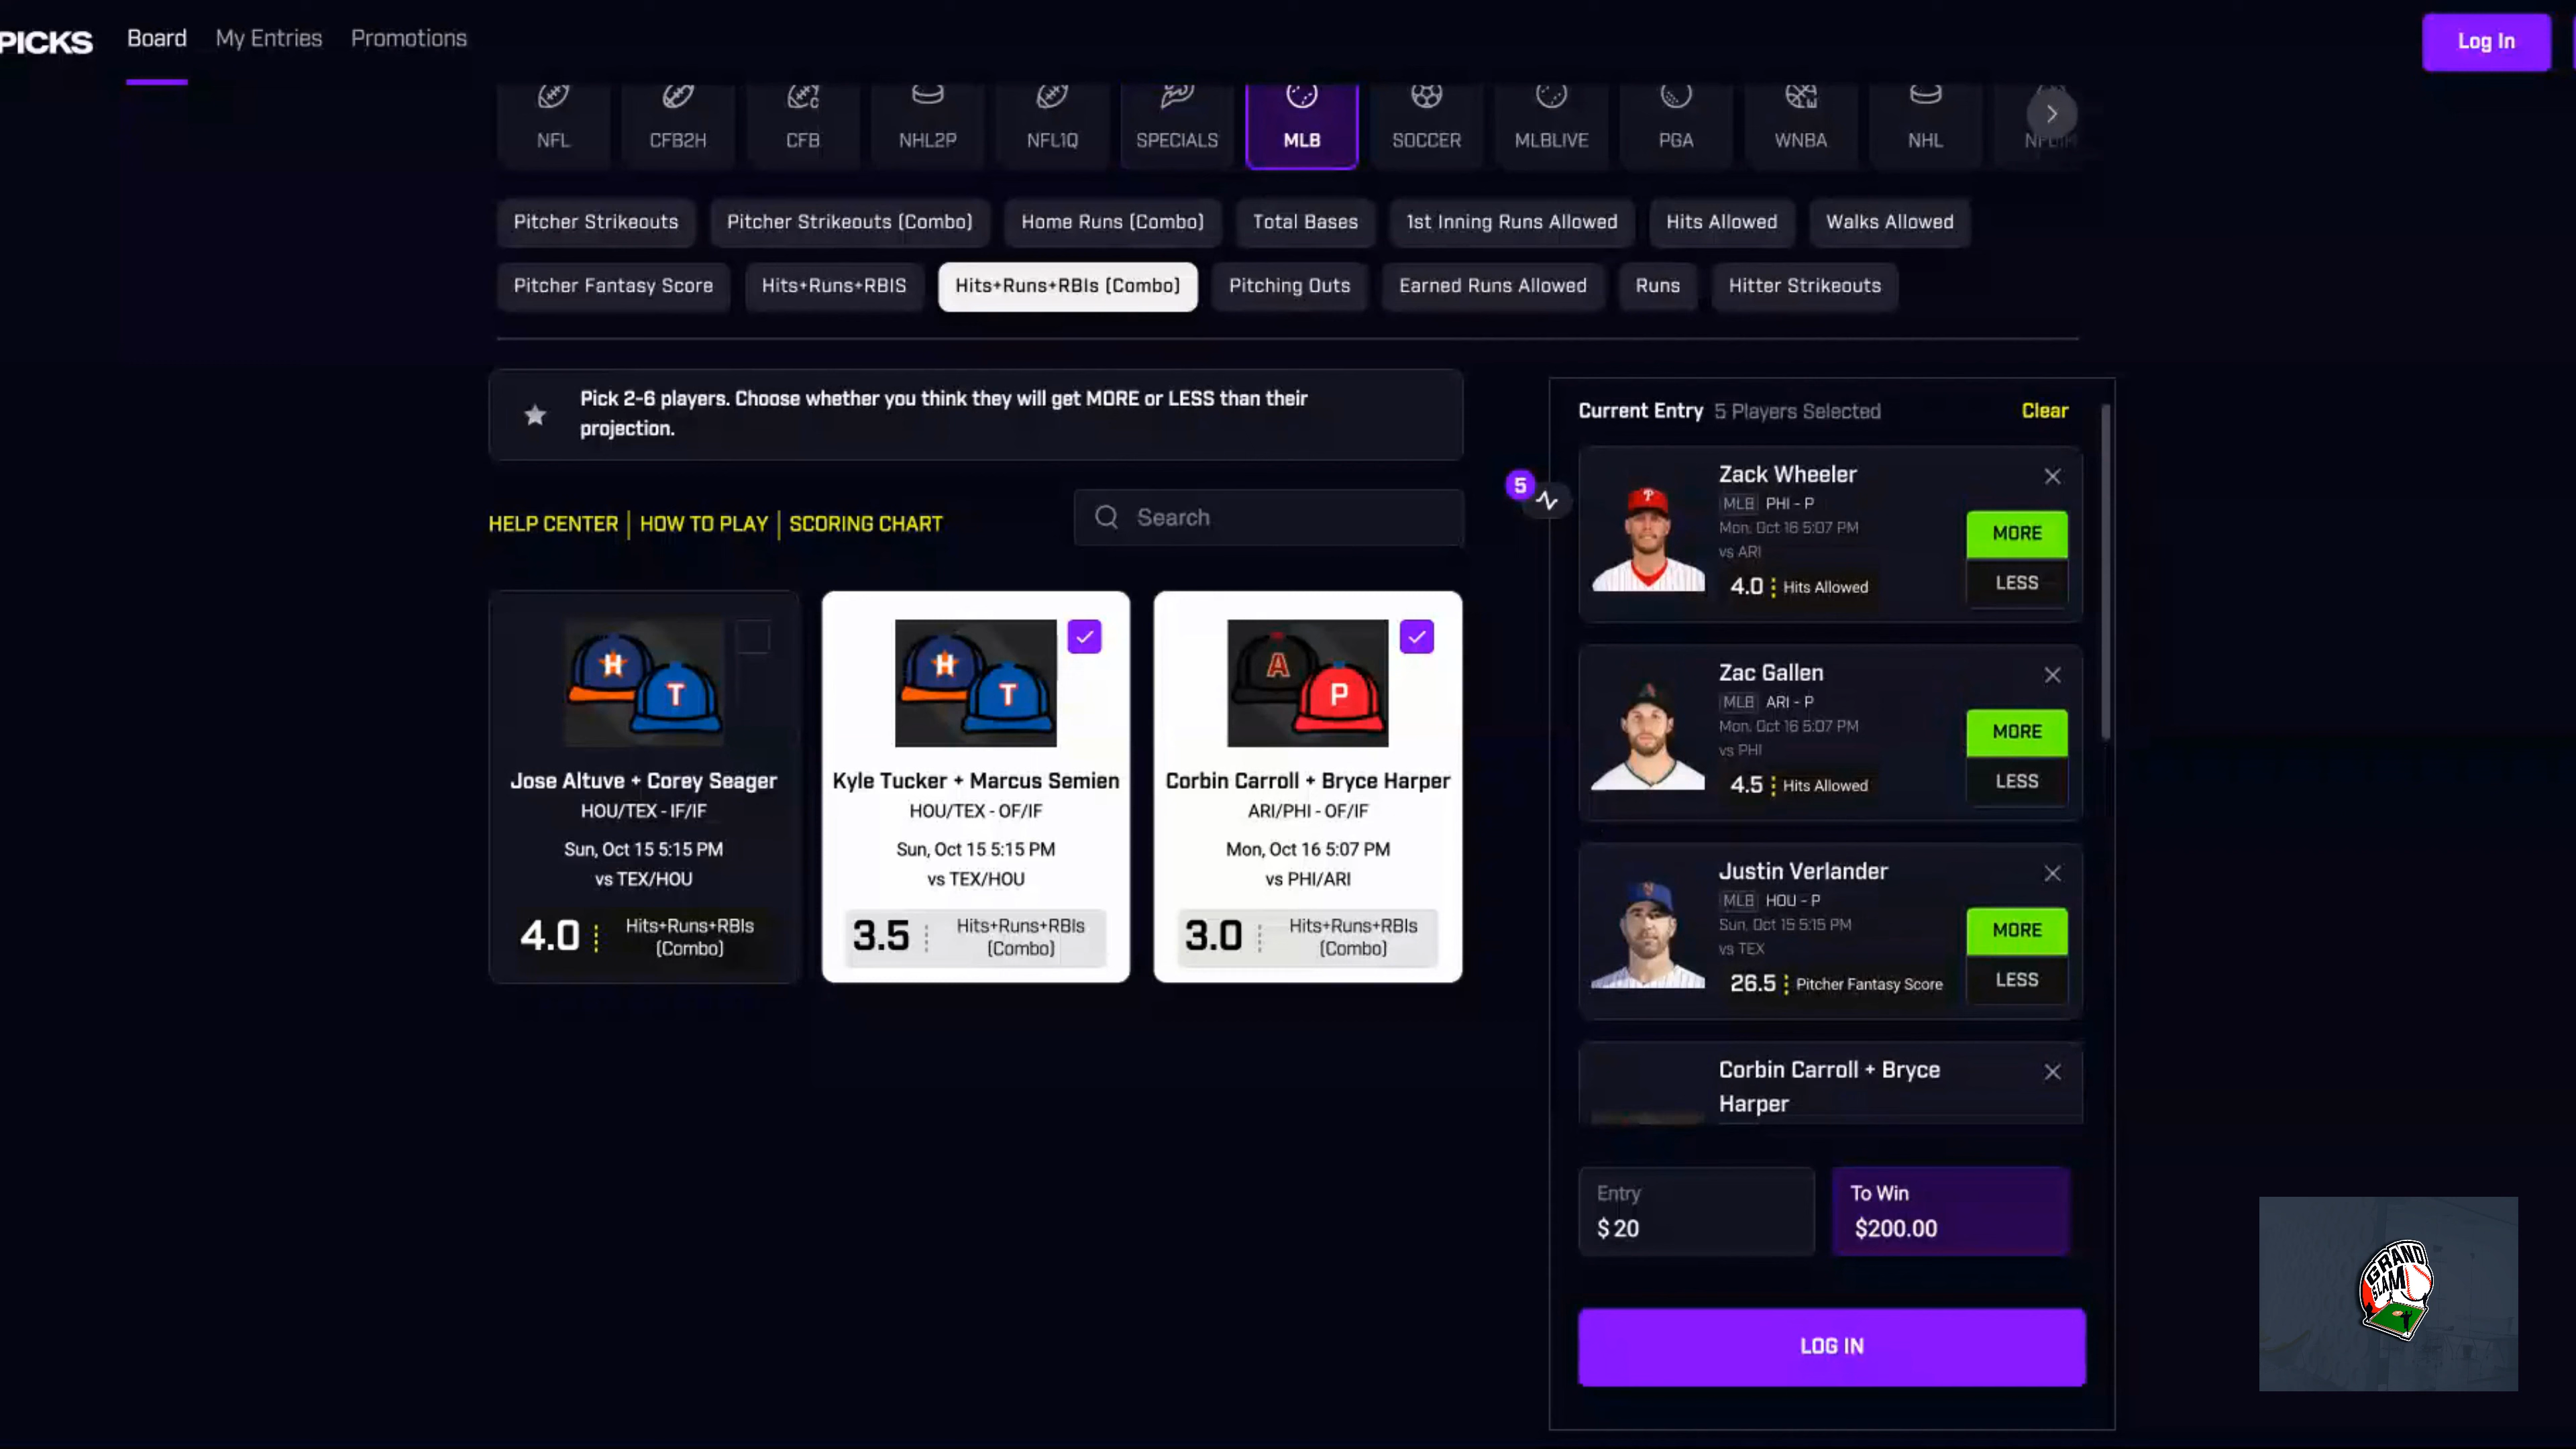 PICKS
Board
My Entries
Promotions
Log In
NFL
CFB2H
CFB
NHL2P
NFL1Q
SPECIALS
MLB
SOCCER
MLBLIVE
PGA
WNBA
NHL
Pitcher Strikeouts
Pitcher Strikeouts (Combo)
Home Runs (Combo)
Total Bases
1st Inning Runs Allowed
Hits Allowed
Walks Allowed
Pitcher Fantasy Score
Hits+Runs+RBIS
Hits+Runs+RBIs (Combo)
Pitching Outs
Earned Runs Allowed
Runs
Hitter Strikeouts
Pick 2-6 players. Choose whether you think they will get MORE or LESS than their
projection.
HELP CENTER
HOW TO PLAY
SCORING CHART
Search
H
T
Jose Altuve + Corey Seager
HOU/TEX - IF/IF
Sun, Oct 15 5:15 PM
vs TEX/HOU
4.0
Hits+Runs+RBIs
(Combo)
H
T
Kyle Tucker + Marcus Semien
HOU/TEX - OF/IF
Sun, Oct 15 5:15 PM
vs TEX/HOU
3.5
Hits+Runs+RBIs
(Combo)
A
P
Corbin Carroll + Bryce Harper
ARI/PHI - OF/IF
Mon, Oct 16 5:07 PM
vs PHI/ARI
3.0
Hits+Runs+RBIs
(Combo)
5
Current Entry
5 Players Selected
Clear
Zack Wheeler
MLB PHI - P
Mon, Oct 16 5:07 PM
vs ARI
4.0
Hits Allowed
MORE
LESS
Zac Gallen
MLB ARI - P
Mon, Oct 16 5:07 PM
vs PHI
4.5
Hits Allowed
MORE
LESS
Justin Verlander
MLB HOU - P
Sun, Oct 15 5:15 PM
vs TEX
26.5
Pitcher Fantasy Score
MORE
LESS
Corbin Carroll + Bryce
Harper
Entry
$ 20
To Win
$200.00
LOG IN
GRAND
SLAM